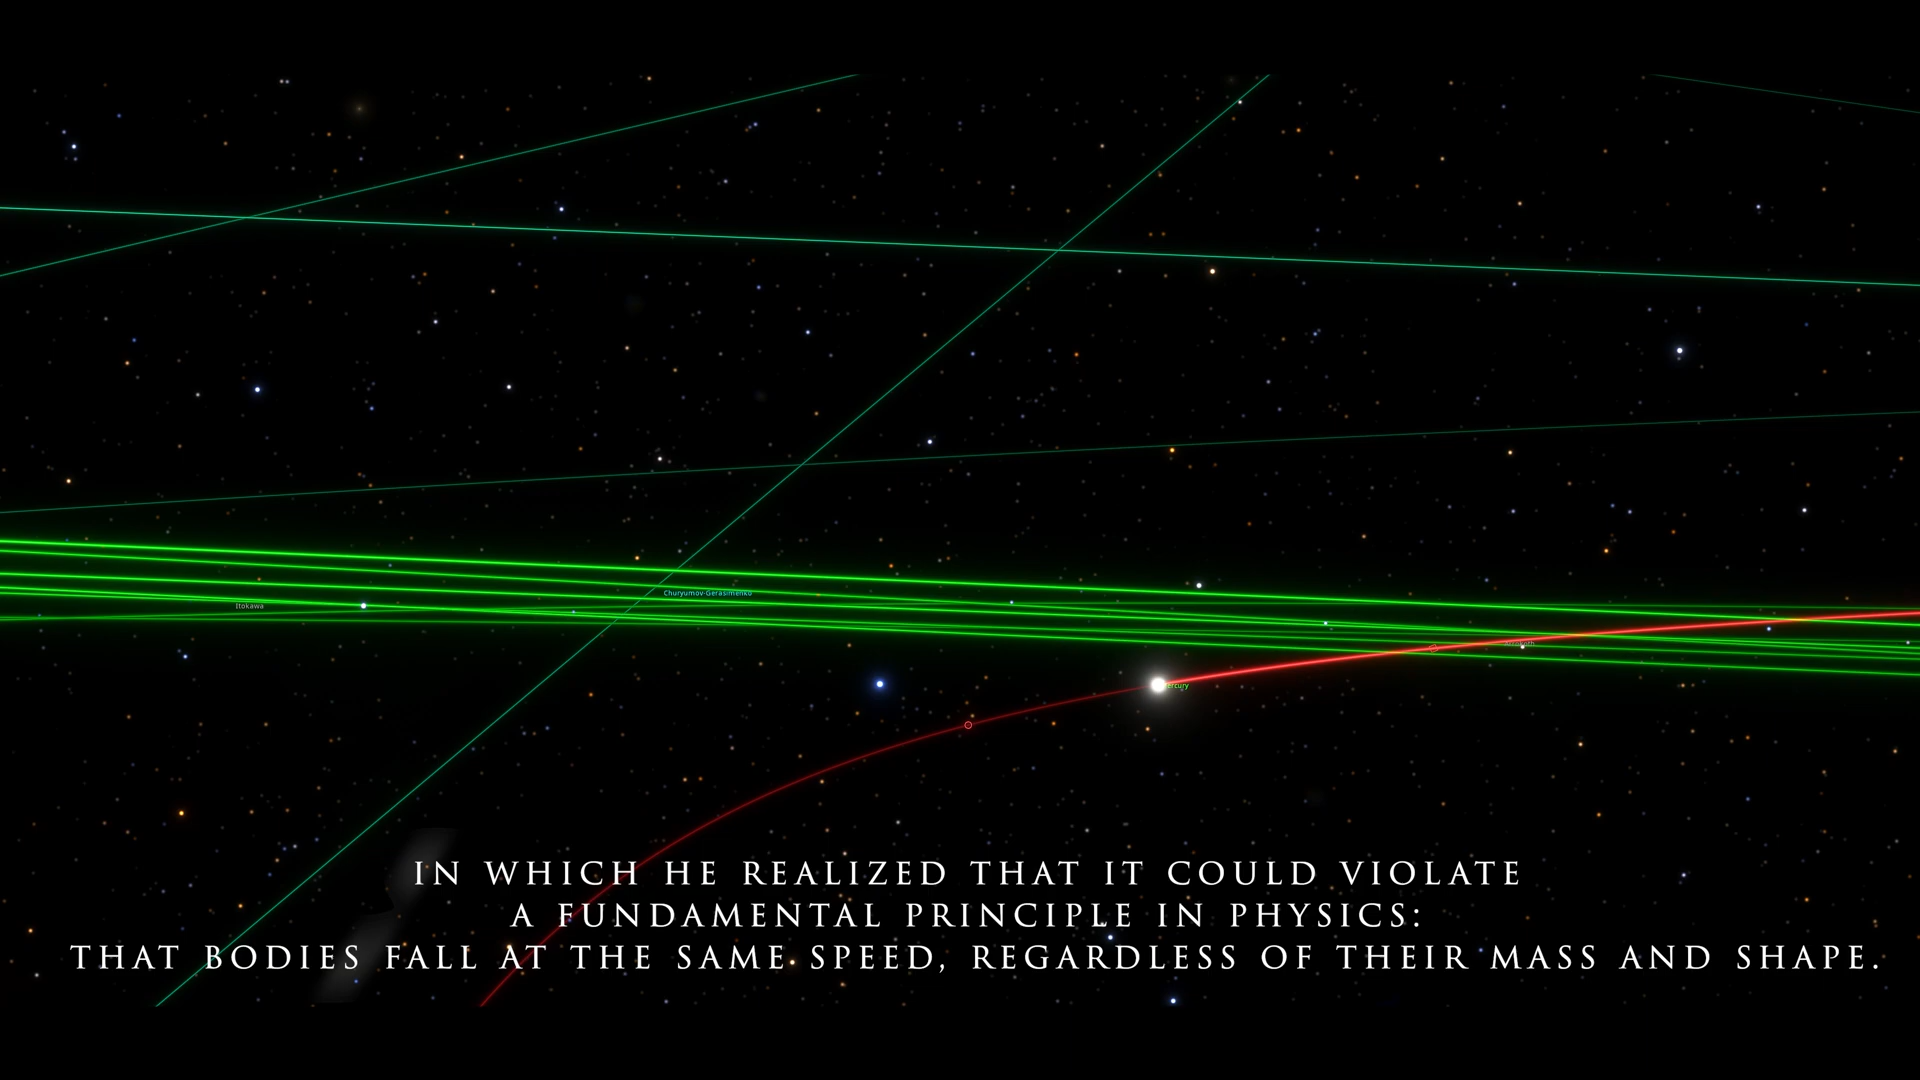 Churyumov-Gerasimenko
Itokawa
ercury
IN WHICH HE REALIZED THAT IT COULD VIOLATE
A FUNDAMENTAL PRINCIPLE IN PHYSICS:
THAT BODIES FALL AT THE SAME SPEED, REGARDLESS OF THEIR MASS AND SHAPE.